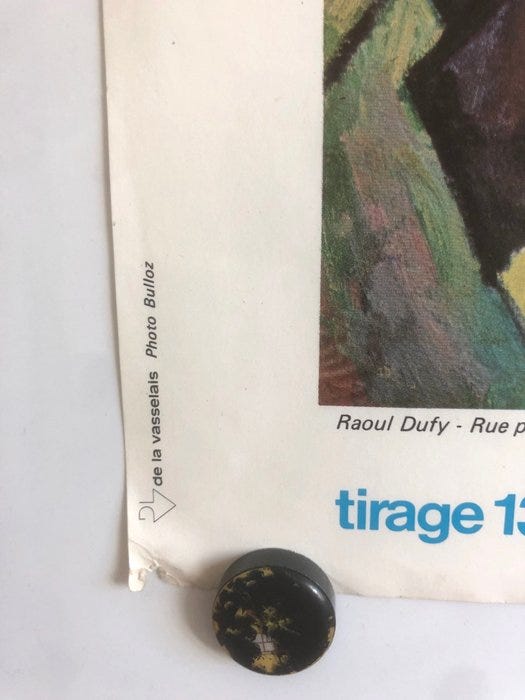 de la vasselais Photo Bulloz
Raoul Dufy - Rue p
tirage 13